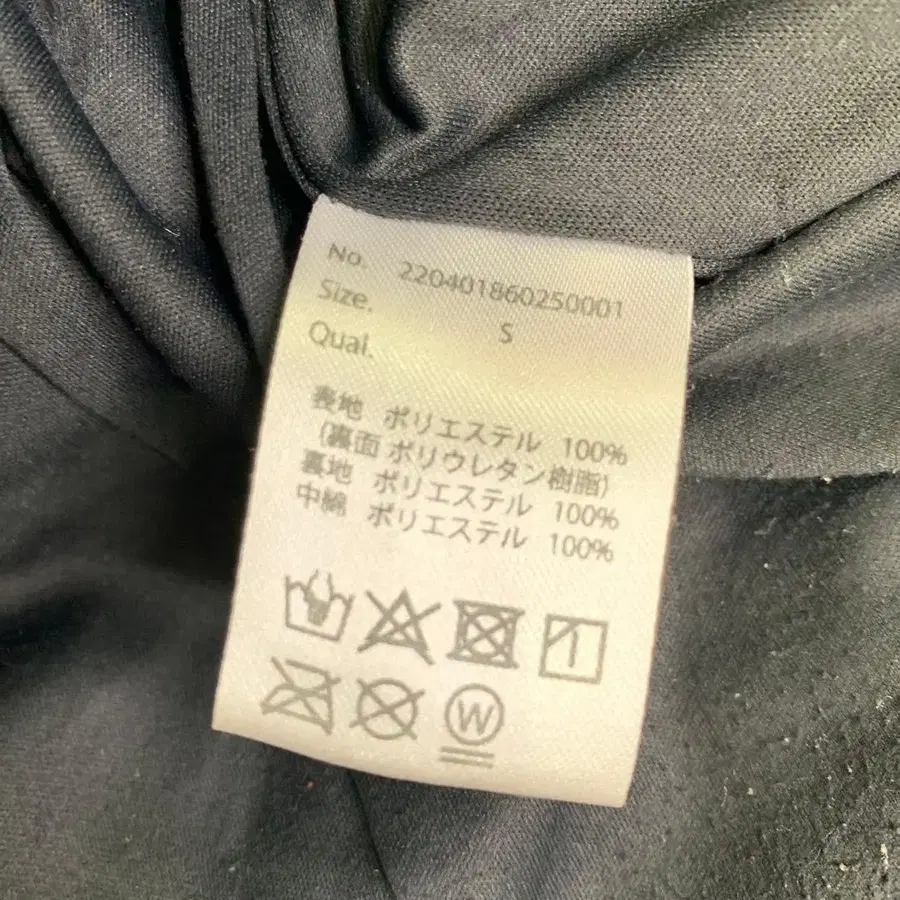 No. 220401860250001
Size. S
Qual.
表地 ポリエステル 100%
(裏面 ポリウレタン樹脂)
裏地 ポリエステル 100%
中綿 ポリエステル 100%
W